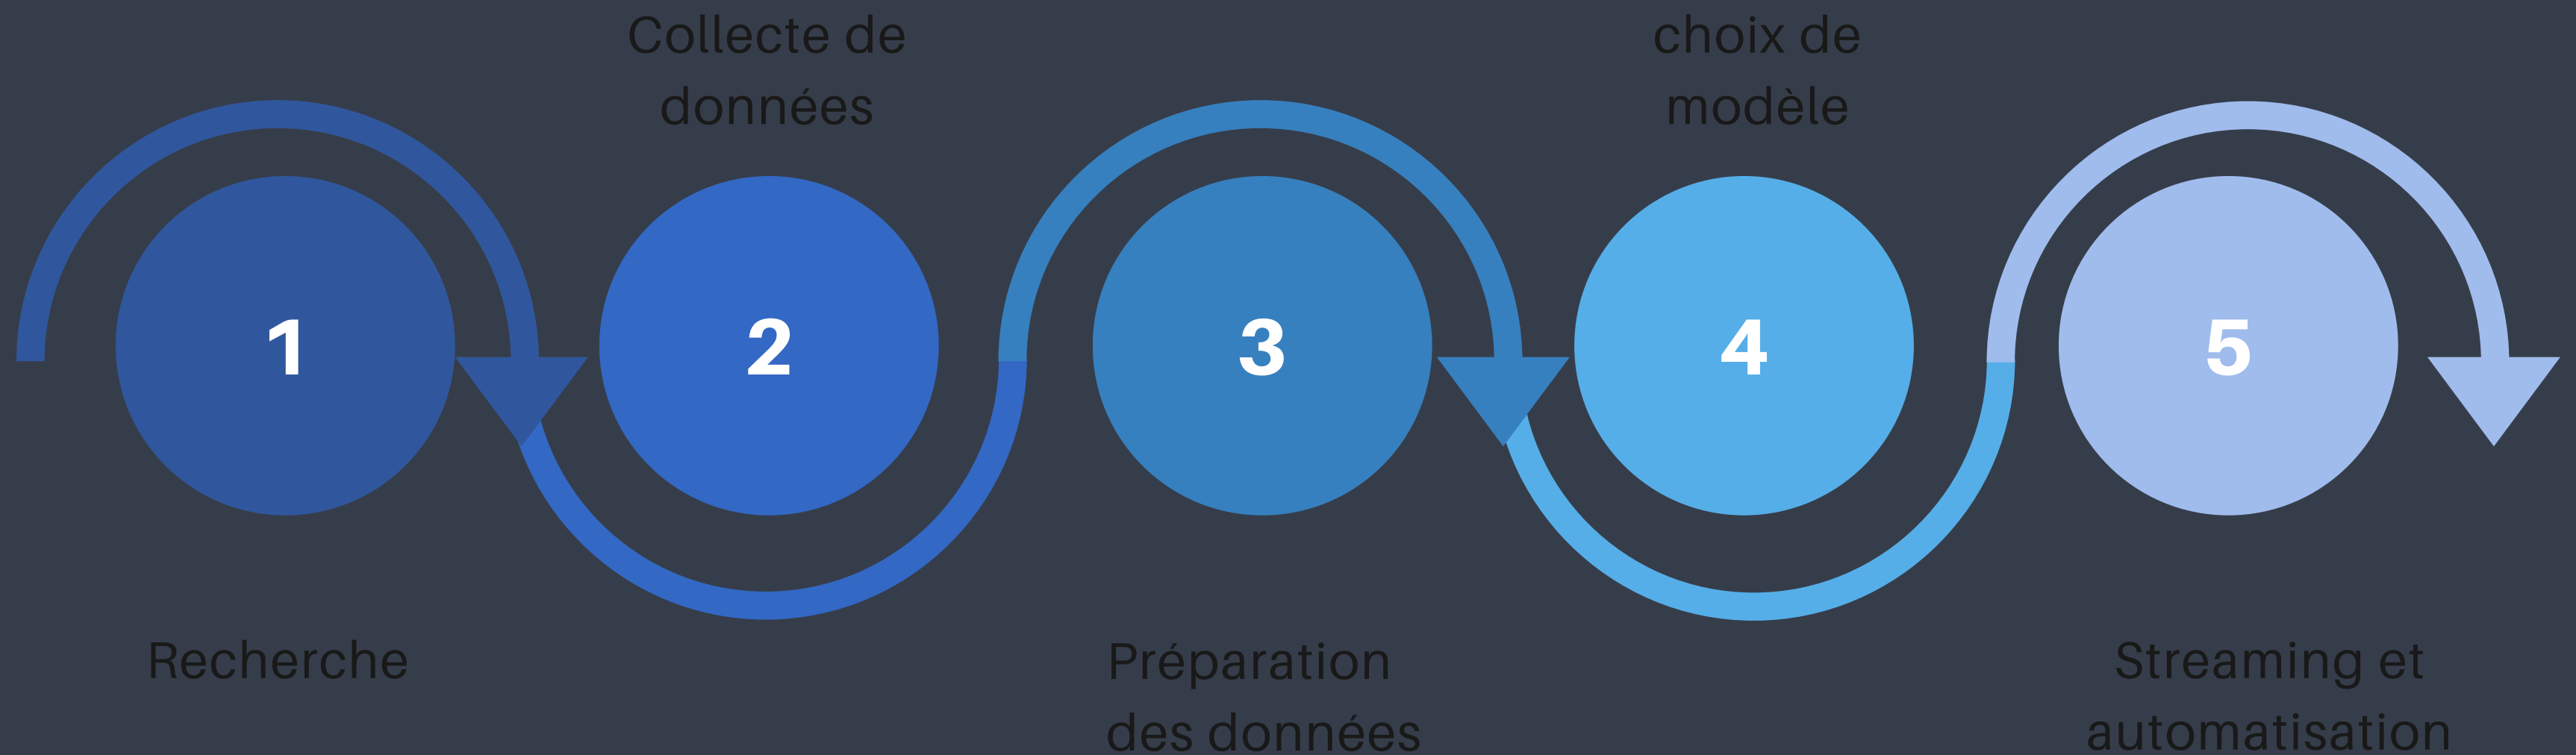 1
Recherche
Collecte de
données
2
3
Préparation
des données
choix de
modèle
4
5
Streaming et
automatisation